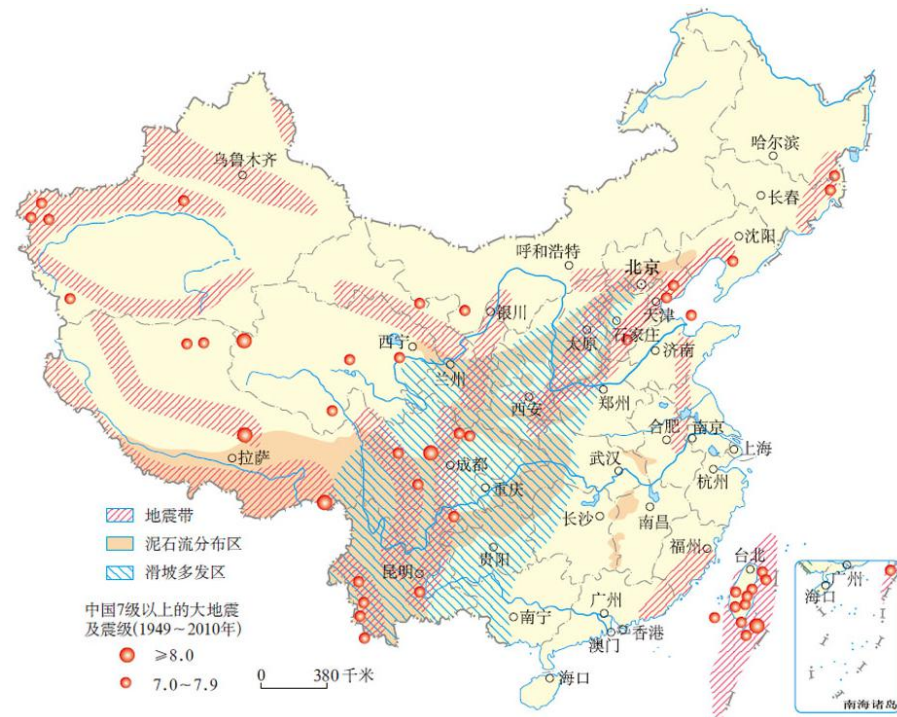 哈尔滨
乌鲁木齐
长春
沈阳
呼和浩特
北京
天津
银川
石家庄
太原
西宁
济南
兰州
西安
郑州
合肥
南京
上海
拉萨
成都
武汉
杭州
重庆
长沙
南昌
贵阳
福州
昆明
台北
广州
南宁
香港
澳门
海口
地震带
泥石流分布区
滑坡多发区
中国7级以上的大地震
及震级(1949~2010年)
≥8.0
7.0~7.9
0 380千米
广州
海口
南海诸岛